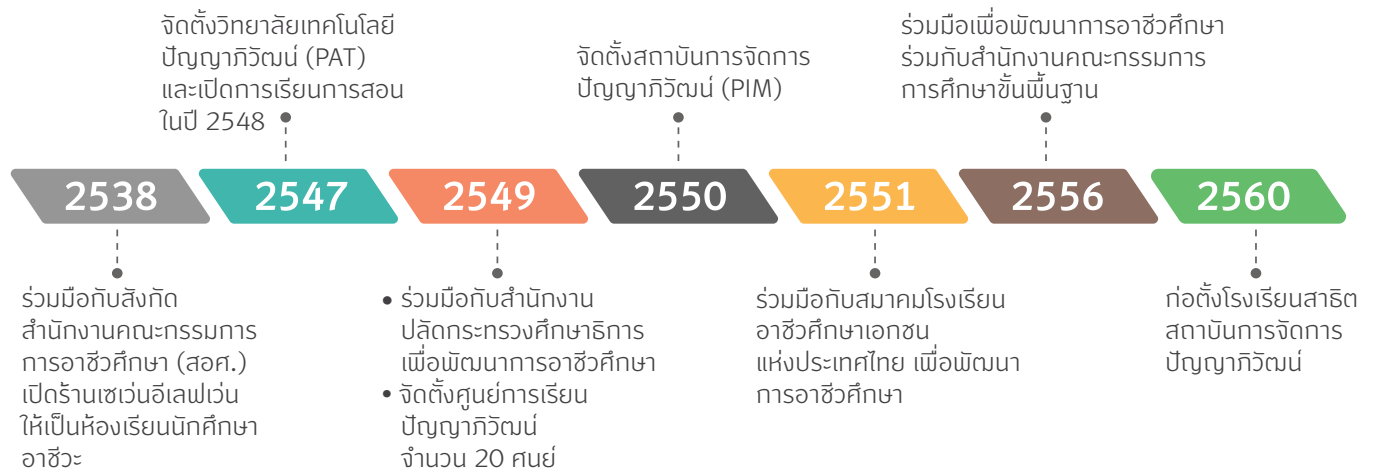 จัดตั้งวิทยาลัยเทคโนโลยี
ปัญญาภิวัฒน์ (PAT)
และเปิดการเรียนการสอน
ในปี 2548
จัดตั้งสถาบันการจัดการ
ปัญญาภิวัฒน์ (PIM)
ร่วมมือเพื่อพัฒนาการอาชีวศึกษา
ร่วมกับสำนักงานคณะกรรมการ
การศึกษาขั้นพื้นฐาน
2538
2547
2549
2550
2551
2556
2560
ร่วมมือกับสังกัด
สำนักงานคณะกรรมการ
การอาชีวศึกษา (สอศ.)
เปิดร้านเซเว่นอีเลฟเว่น
ให้เป็นห้องเรียนนักศึกษา
อาชีวะ
• ร่วมมือกับสำนักงาน
ปลัดกระทรวงศึกษาธิการ
เพื่อพัฒนาการอาชีวศึกษา
• จัดตั้งศูนย์การเรียน
ปัญญาภิวัฒน์
จำนวน 20 ศูนย์
ร่วมมือกับสมาคมโรงเรียน
อาชีวศึกษาเอกชน
แห่งประเทศไทย เพื่อพัฒนา
การอาชีวศึกษา
ก่อตั้งโรงเรียนสาธิต
สถาบันการจัดการ
ปัญญาภิวัฒน์